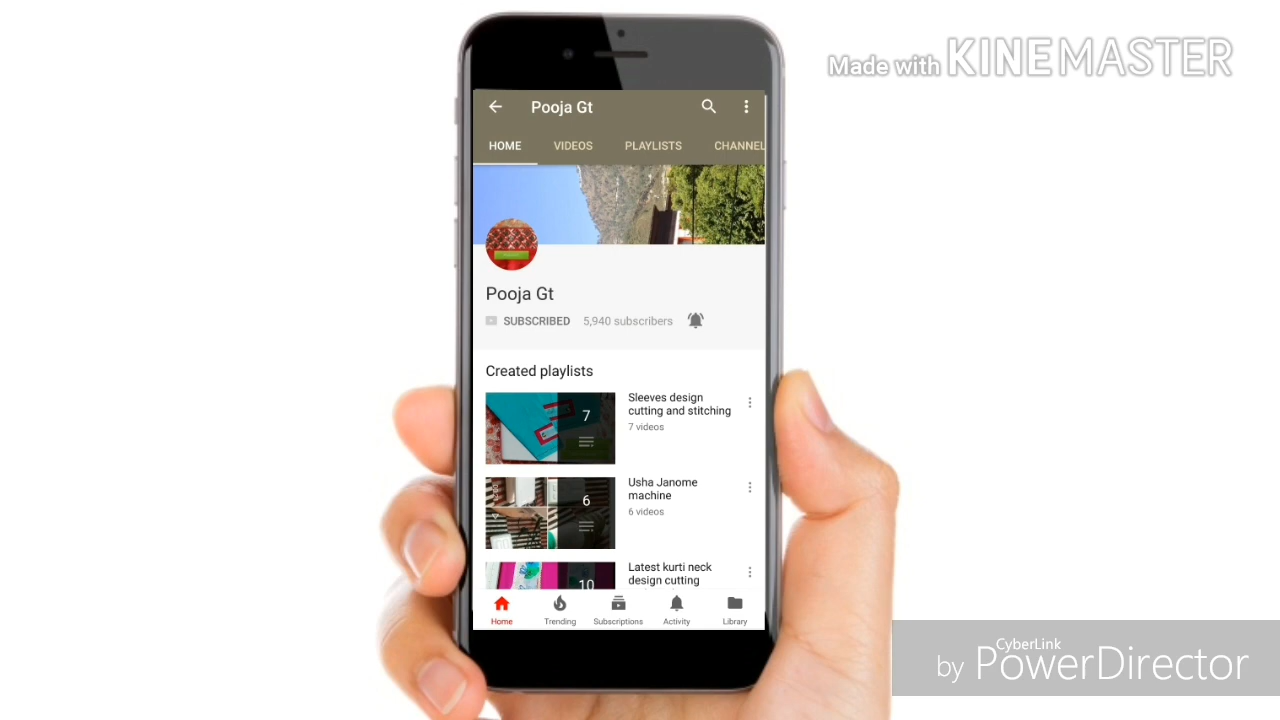 Made with KINEMASTER
Pooja Gt
HOME VIDEOS PLAYLISTS CHANNEL
Pooja Gt
SUBSCRIBED 5,940 subscribers
Created playlists
7
Sleeves design
cutting and stitching
7 videos
6
Usha Janome
machine
6 videos
10
Latest kurti neck
design cutting
Home Trending Subscriptions Activity Library
CyberLink
by PowerDirector